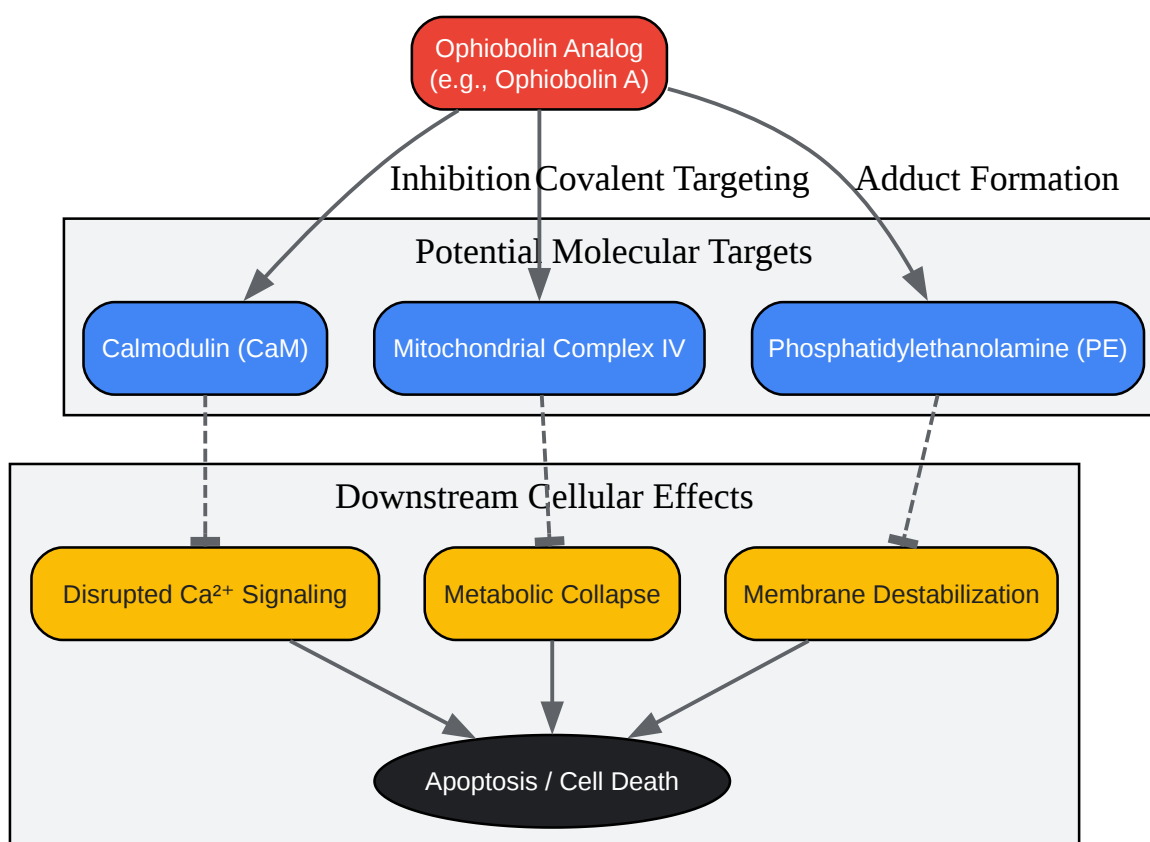 Ophiobolin Analog
(e.g., Ophiobolin A)
Inhibition
Covalent Targeting
Adduct Formation
Potential Molecular Targets
Calmodulin (CaM)
Mitochondrial Complex IV
Phosphatidylethanolamine (PE)
Downstream Cellular Effects
Disrupted Ca²⁺ Signaling
Metabolic Collapse
Membrane Destabilization
Apoptosis / Cell Death